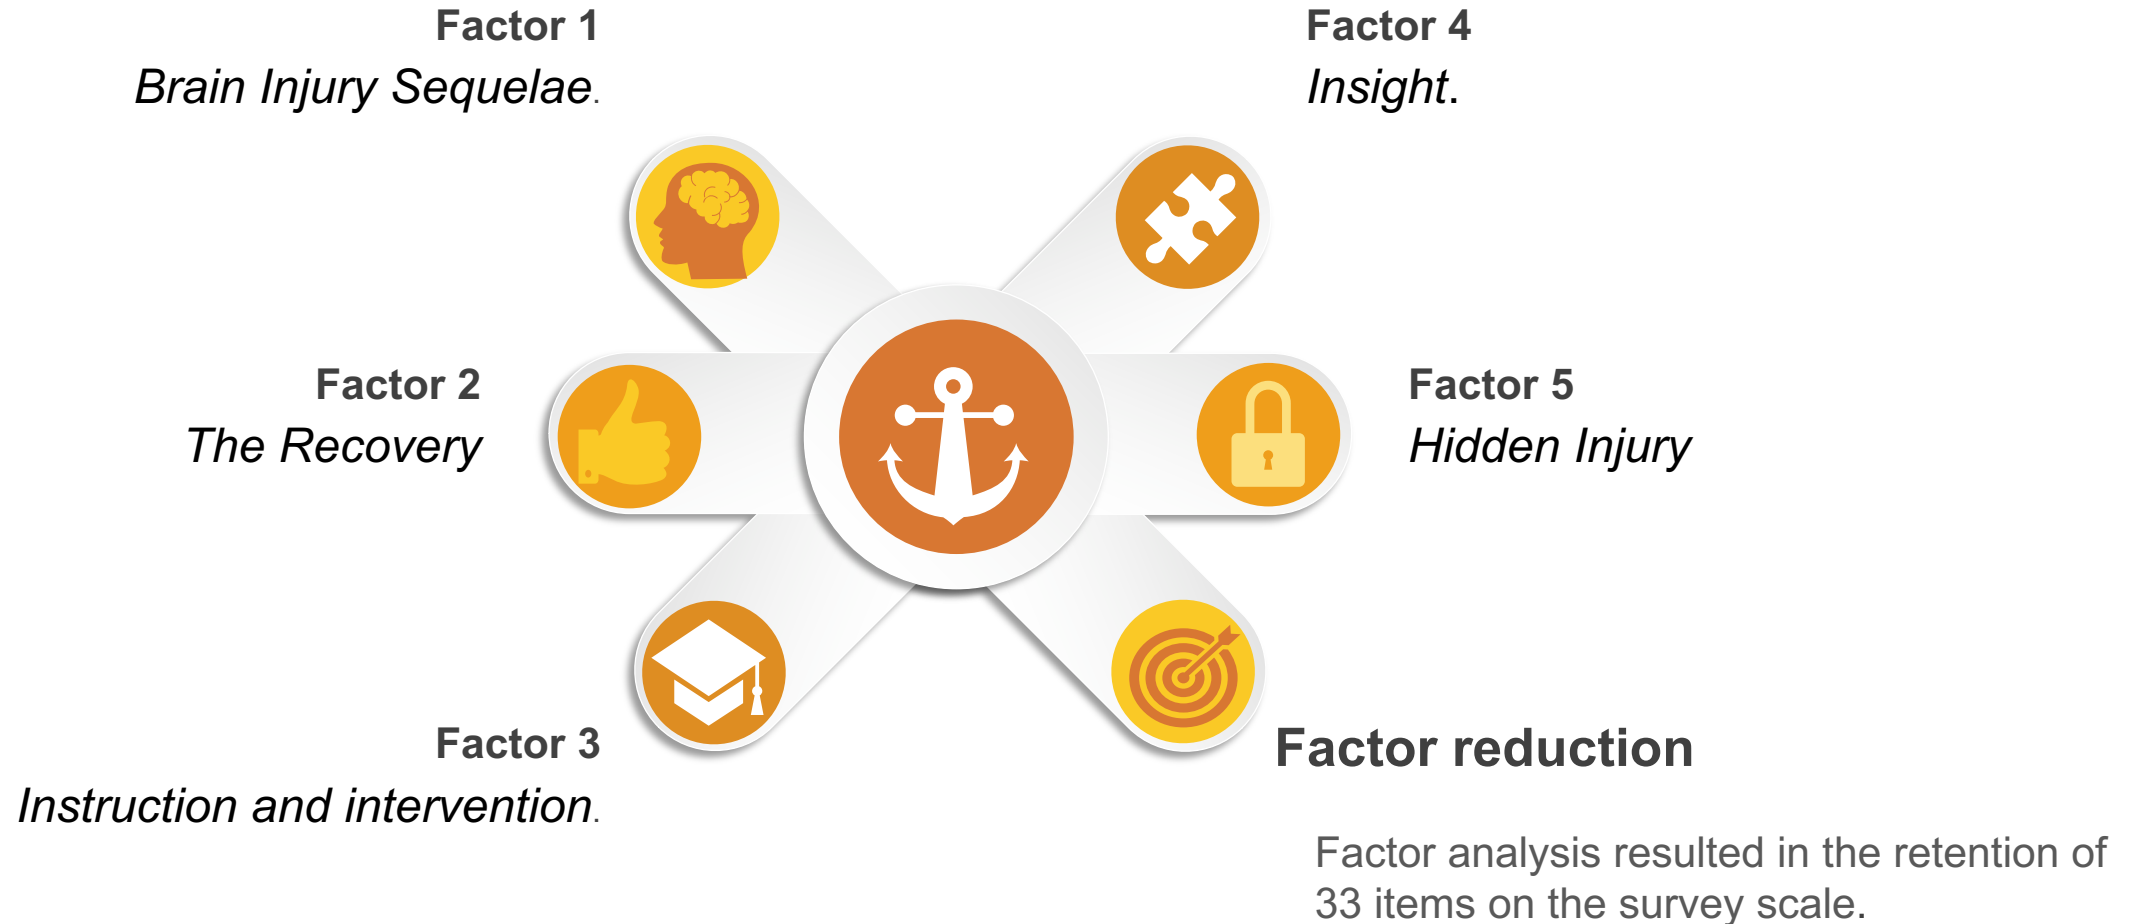 Factor 1
Brain Injury Sequelae.
Factor 2
The Recovery
Factor 3
Instruction and intervention.
Factor 4
Insight.
Factor 5
Hidden Injury
Factor reduction
Factor analysis resulted in the retention of
33 items on the survey scale.